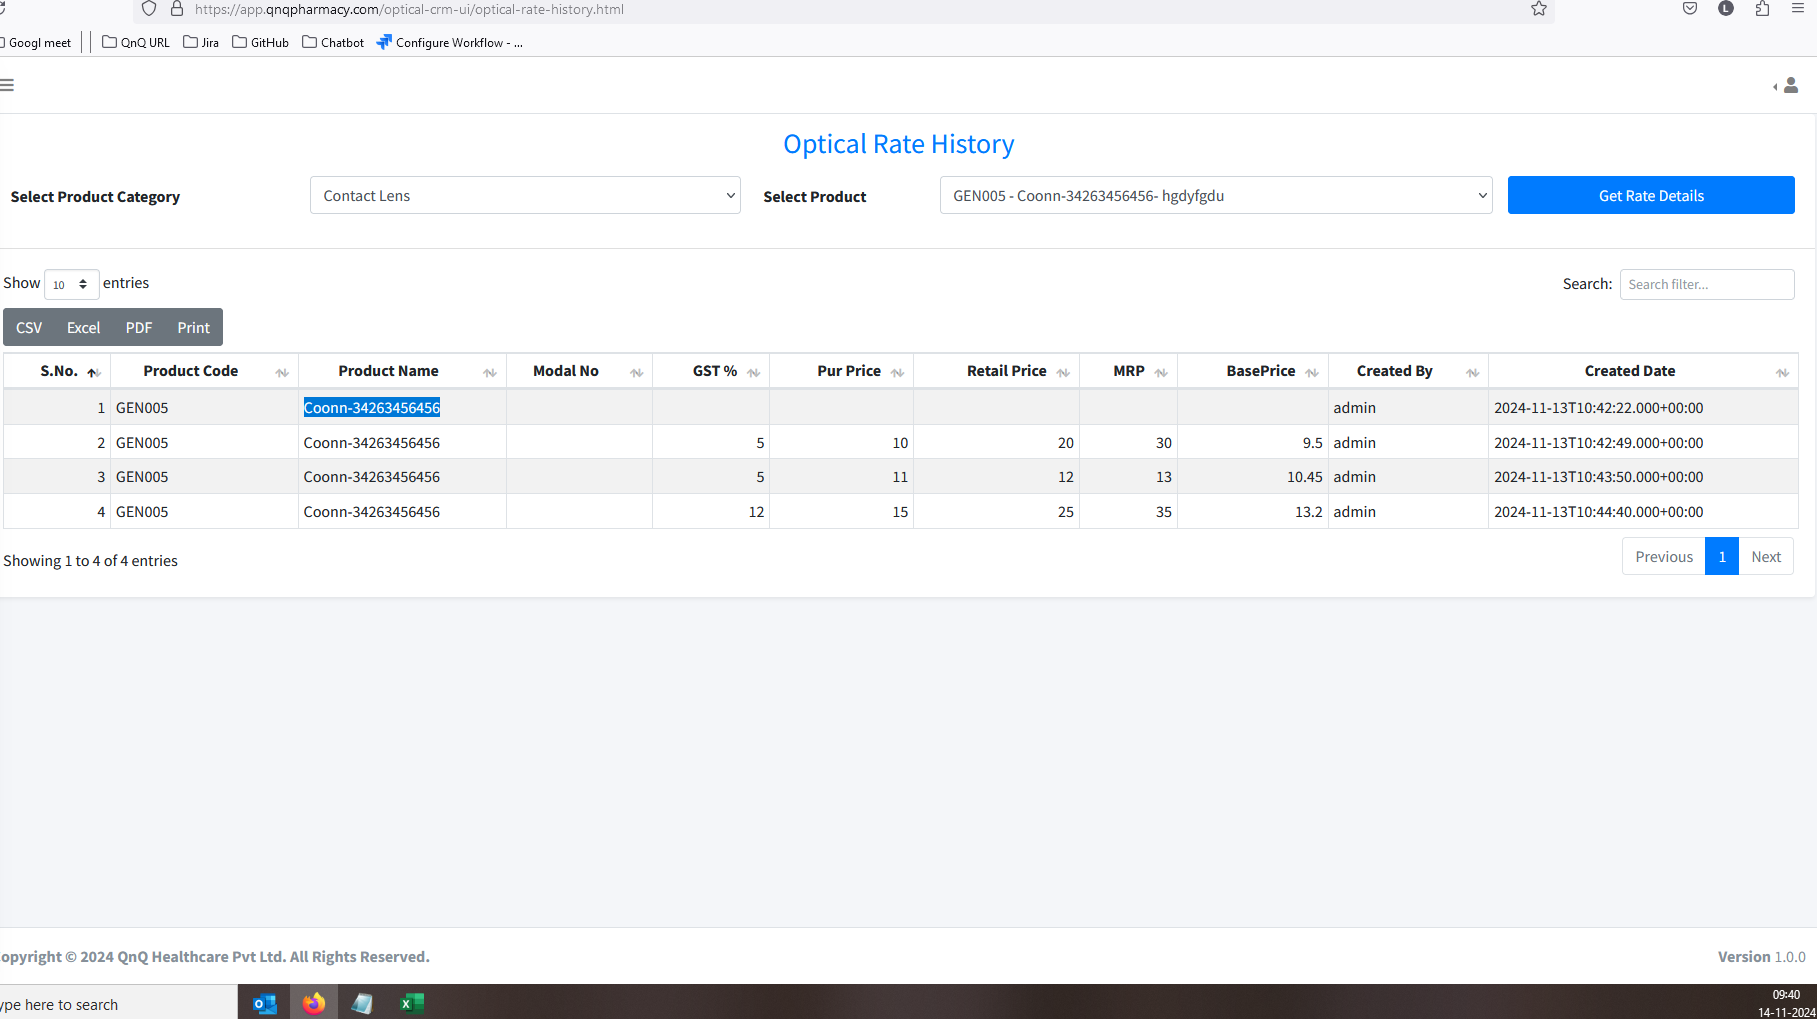 https://app.qnqpharmacy.com/optical-crm-ui/optical-rate-history.html
Googl meet QnQ URL Jira GitHub Chatbot Configure Workflow - ...
Optical Rate History
Select Product Category Contact Lens Select Product GEN005 - Coonn-34263456456- hgdyfgdu Get Rate Details
Show 10 entries Search: Search filter...
CSV Excel PDF Print
S.No. Product Code Product Name Modal No GST % Pur Price Retail Price MRP BasePrice Created By Created Date
1 GEN005 Coonn-34263456456 admin 2024-11-13T10:42:22.000+00:00
2 GEN005 Coonn-34263456456 5 10 20 30 9.5 admin 2024-11-13T10:42:49.000+00:00
3 GEN005 Coonn-34263456456 5 11 12 13 10.45 admin 2024-11-13T10:43:50.000+00:00
4 GEN005 Coonn-34263456456 12 15 25 35 13.2 admin 2024-11-13T10:44:40.000+00:00
Showing 1 to 4 of 4 entries Previous 1 Next
opyright © 2024 QnQ Healthcare Pvt Ltd. All Rights Reserved. Version 1.0.0
ype here to search 09:40
14-11-2024